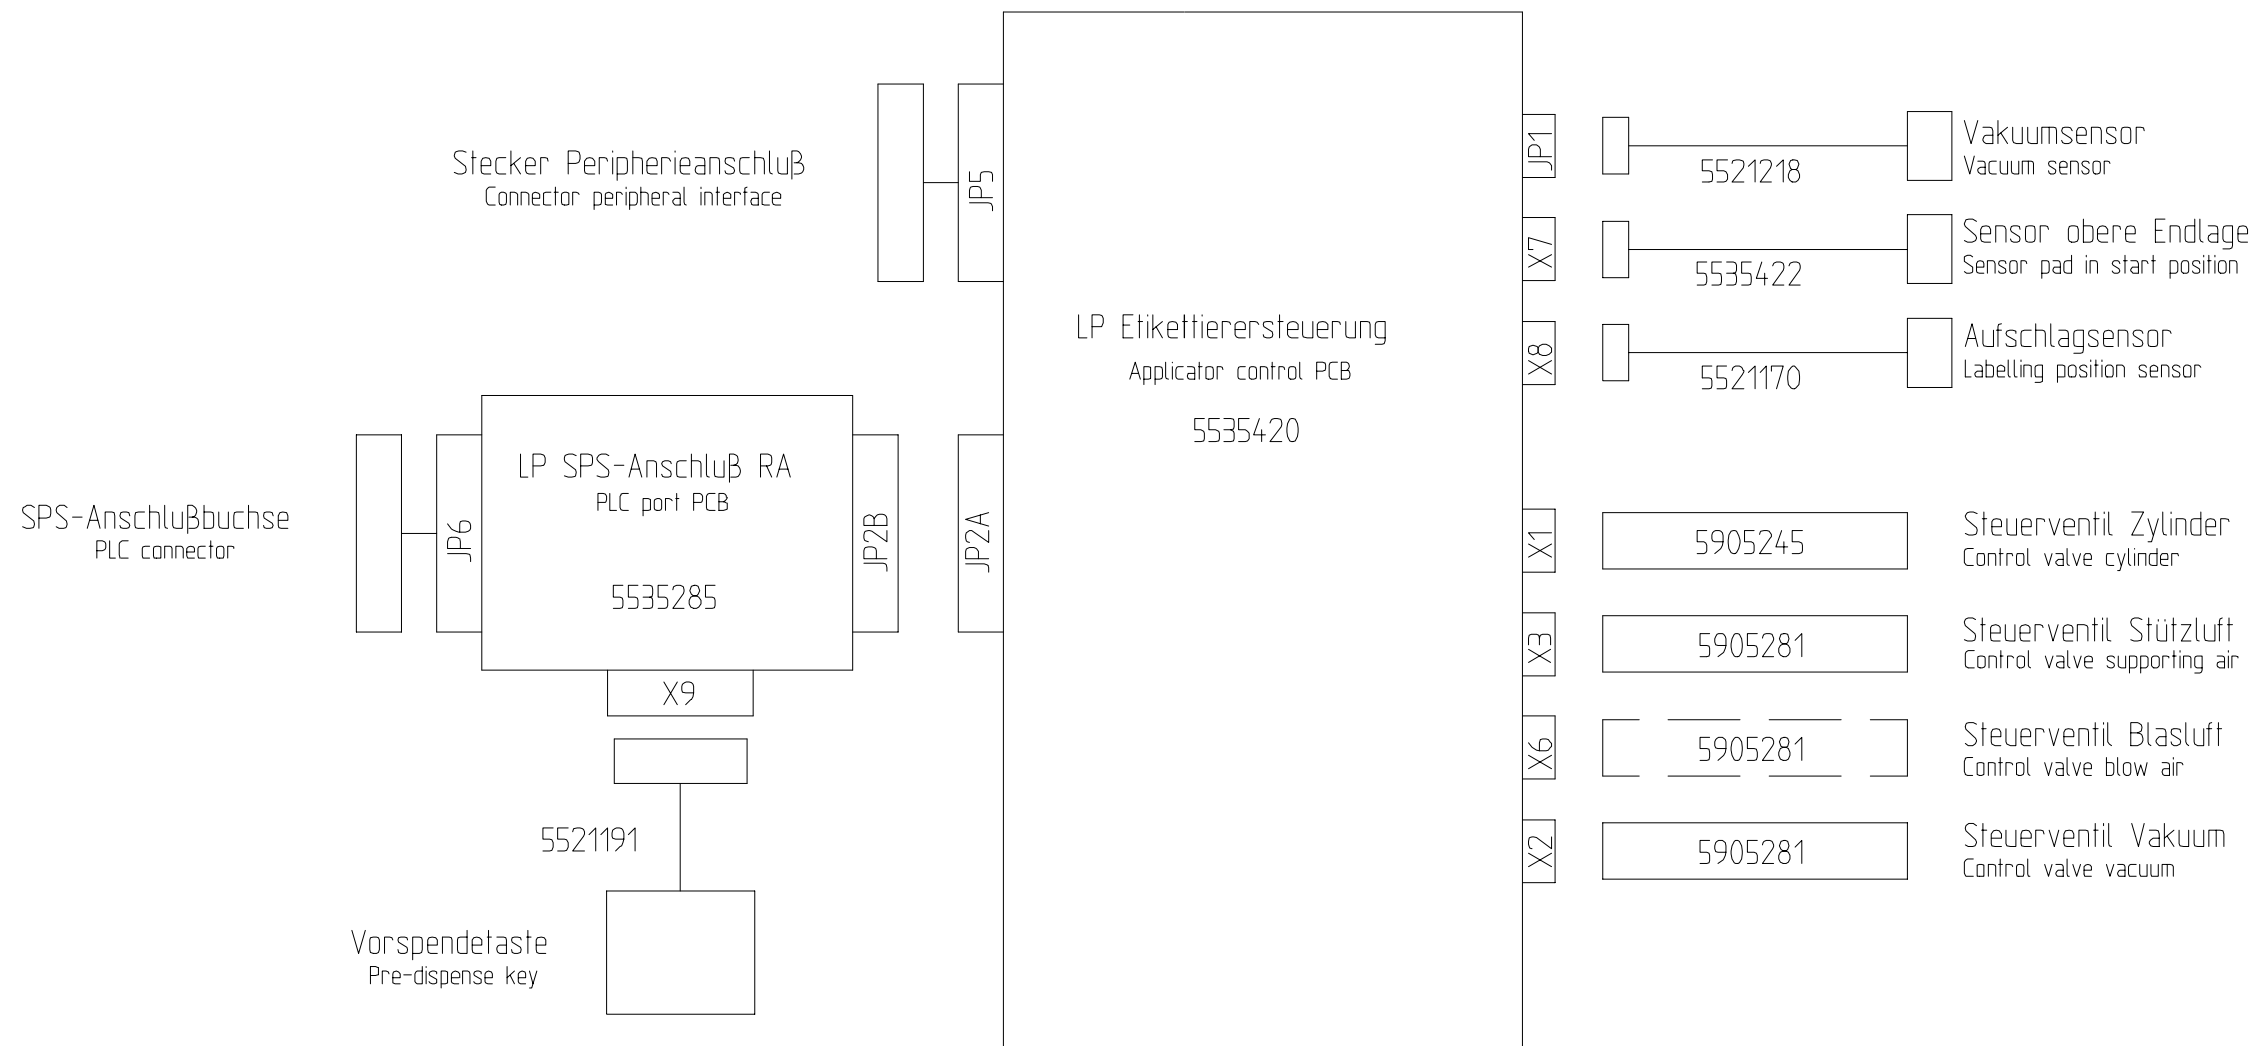 Stecker Peripherieanschluß
Connector peripheral interface
JP5
LP Etikettierersteuerung
Applicator control PCB
5535420
JP1
5521218
Vakuumsensor
Vacuum sensor
X7
5535422
Sensor obere Endlage
Sensor pad in start position
X8
5521170
Aufschlagsensor
Labelling position sensor
SPS-Anschlußbuchse
PLC connector
JP6
LP SPS-Anschluß RA
PLC port PCB
5535285
JP2B
JP2A
X9
5521191
Vorspendetaste
Pre-dispense key
X1
5905245
Steuerventil Zylinder
Control valve cylinder
X3
5905281
Steuerventil Stützluft
Control valve supporting air
X6
5905281
Steuerventil Blasluft
Control valve blow air
X2
5905281
Steuerventil Vakuum
Control valve vacuum